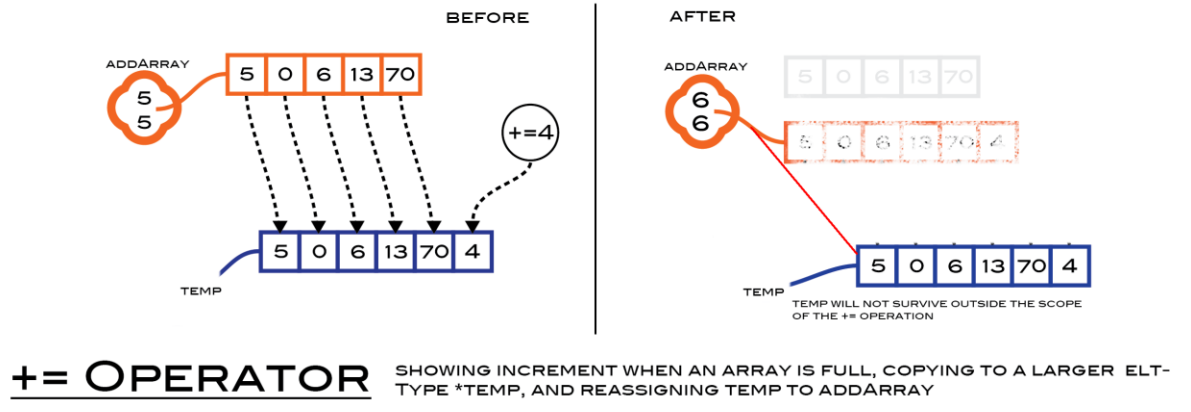 BEFORE
ADDARRAY
5
5
5 0 6 13 70
+=4
5 0 6 13 70 4
TEMP
AFTER
ADDARRAY
6
6
5 0 6 13 70
5 0 6 13 70 4
5 0 6 13 70 4
TEMP
TEMP WILL NOT SURVIVE OUTSIDE THE SCOPE
OF THE += OPERATION
+= OPERATOR
SHOWING INCREMENT WHEN AN ARRAY IS FULL, COPYING TO A LARGER ELT-
TYPE *TEMP, AND REASSIGNING TEMP TO ADDARRAY